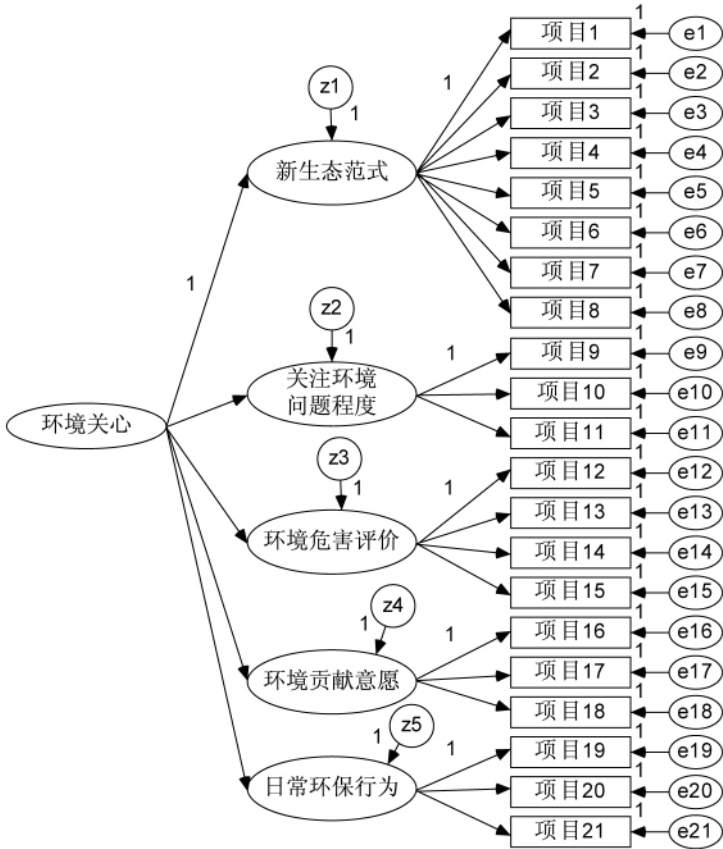 1
项目1
e1
1
项目2
e2
z1
1
1
1
项目3
e3
1
项目4
e4
新生态范式
1
项目5
e5
1
项目6
e6
1
项目7
e7
1
1
项目8
e8
z2
1
1
1
项目9
e9
关注环境
问题程度
1
项目10
e10
环境关心
1
项目11
e11
z3
1
项目12
e12
1
1
1
项目13
e13
环境危害评价
1
项目14
e14
1
项目15
e15
z4
1
项目16
e16
1
1
1
项目17
e17
环境贡献意愿
1
项目18
e18
z5
1
项目19
e19
1
1
1
项目20
e20
日常环保行为
1
项目21
e21